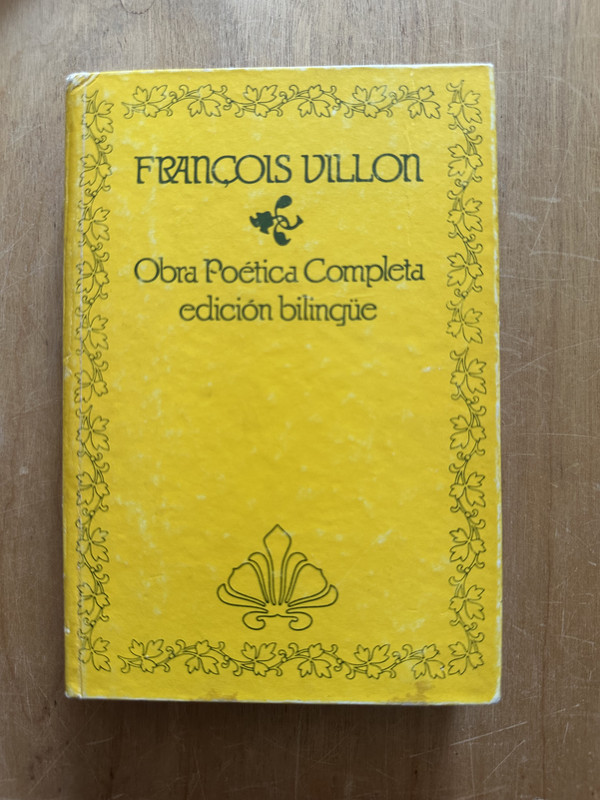 FRANÇOIS VILLON
Obra Poética Completa
edición bilingüe